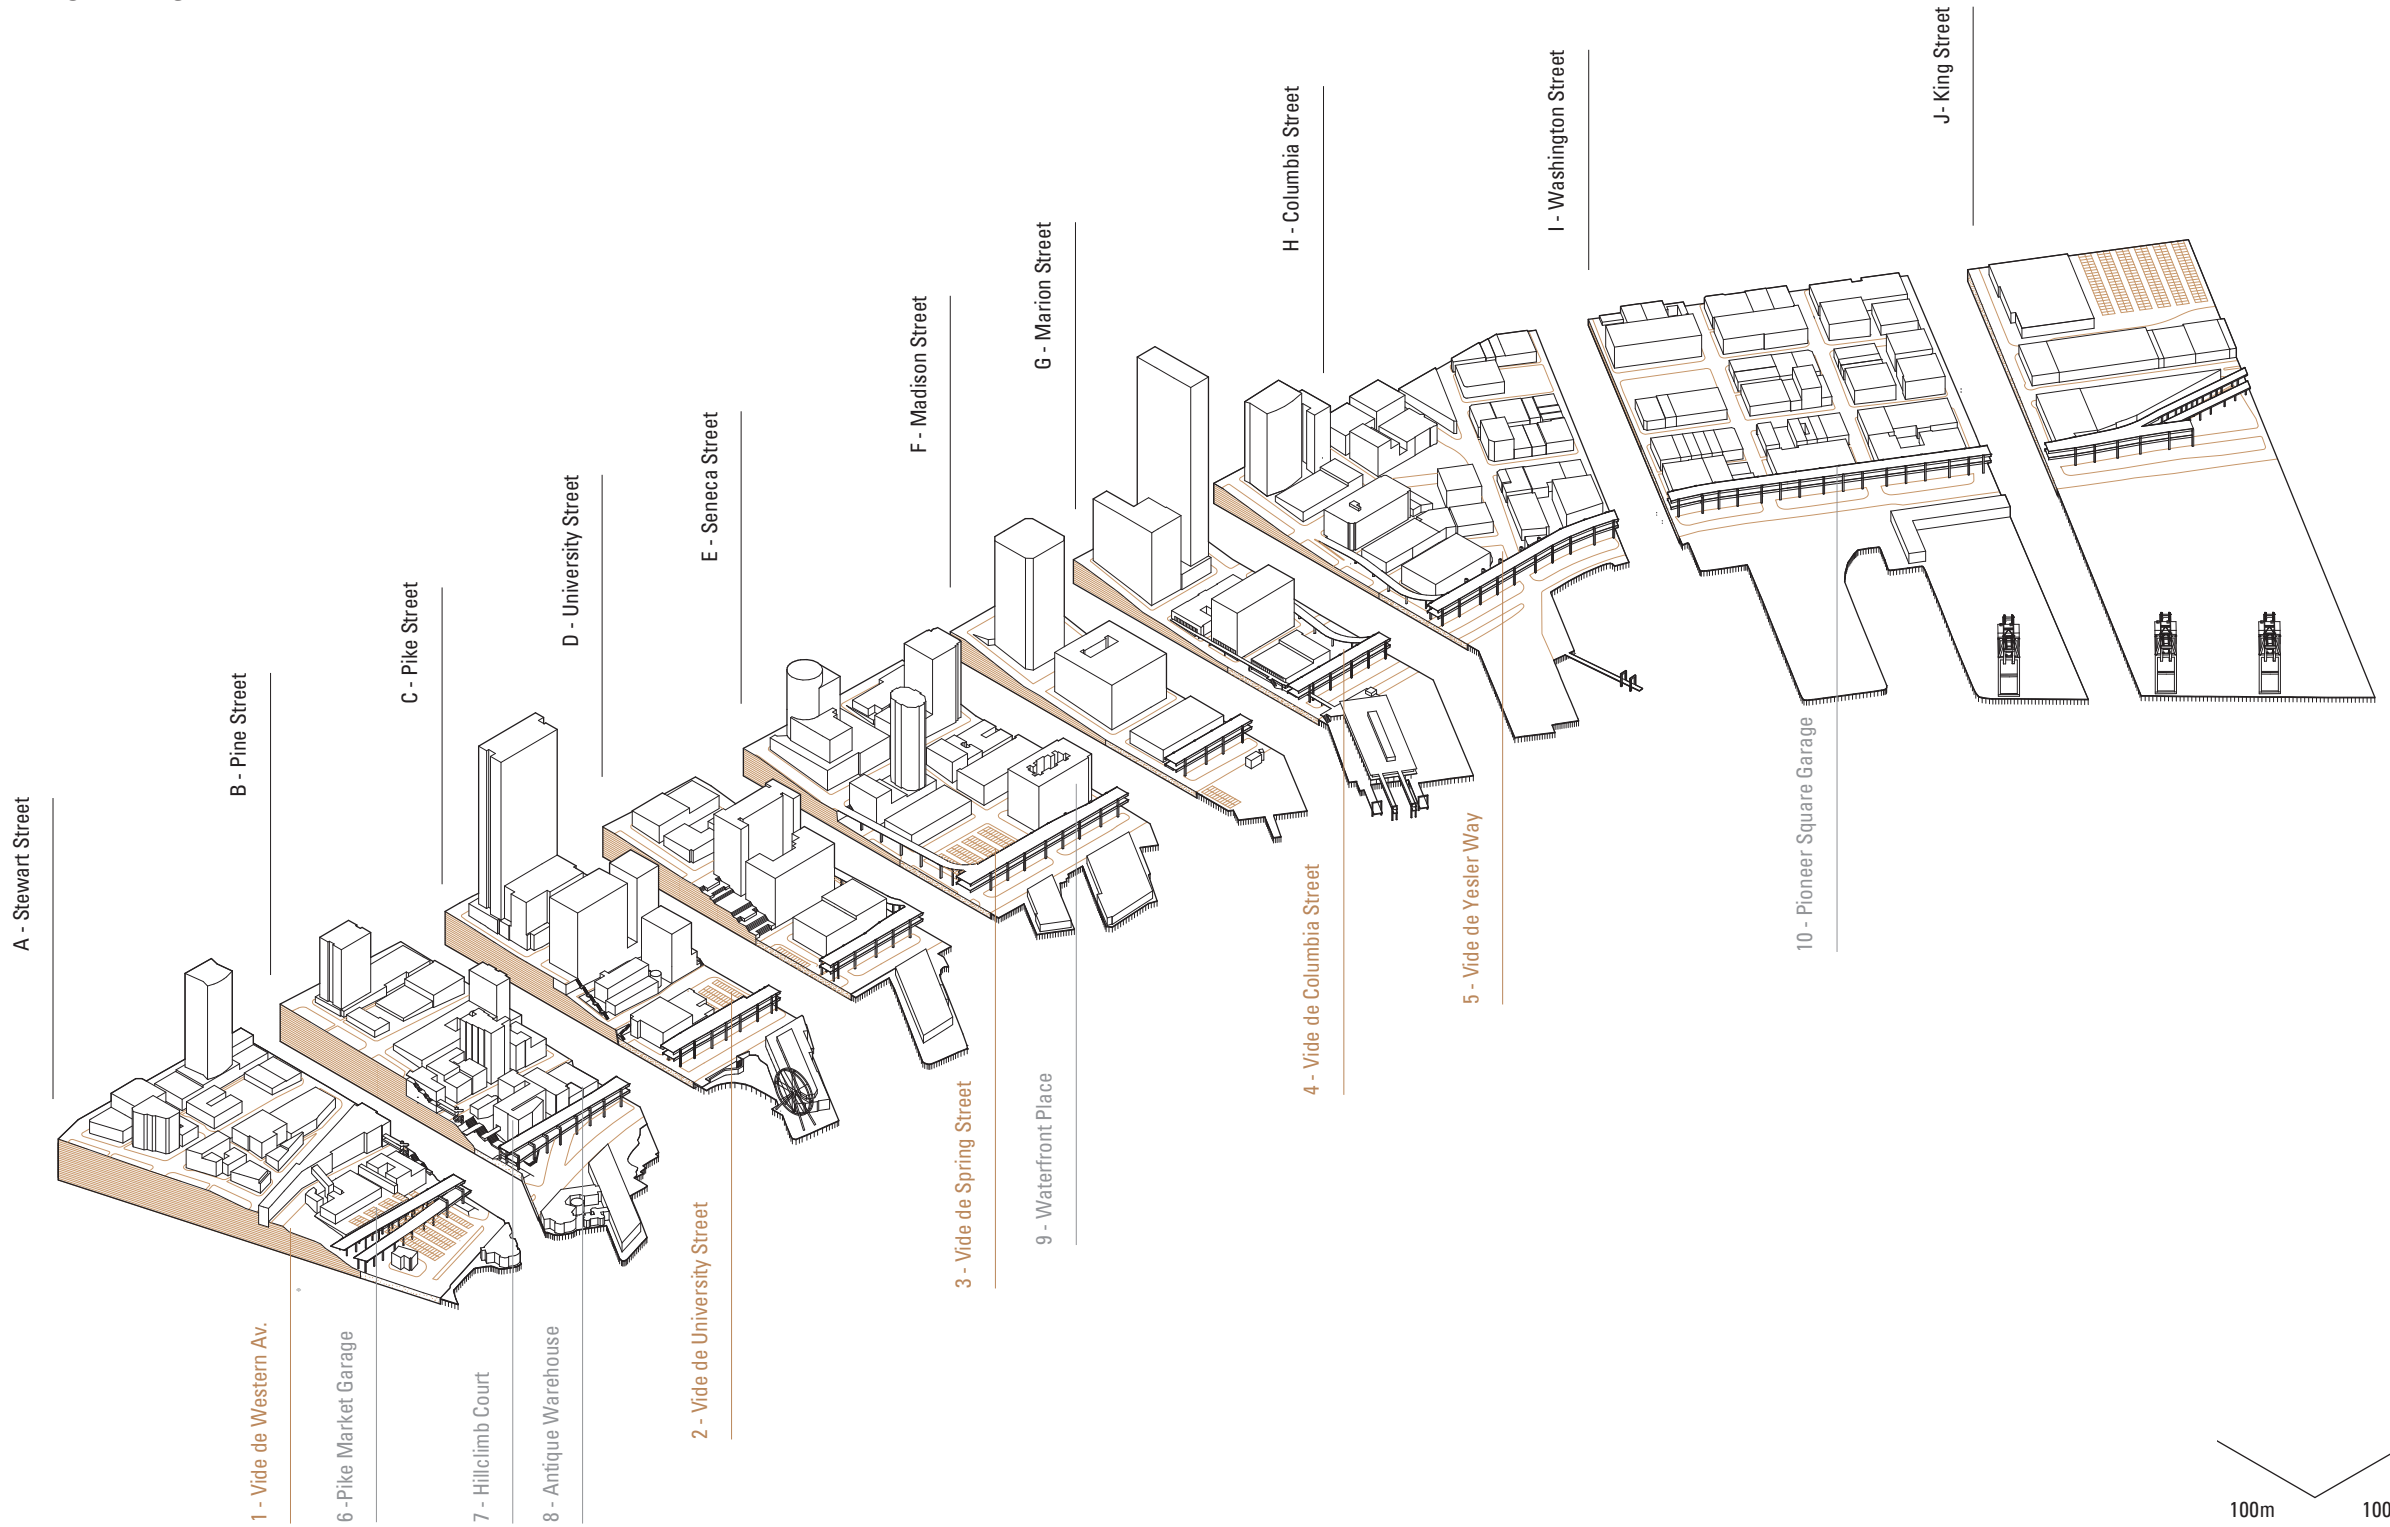 A - Stewart Street
B - Pine Street
C - Pike Street
D - University Street
E - Seneca Street
F - Madison Street
G - Marion Street
H - Columbia Street
I - Washington Street
J- King Street
1 - Vide de Western Av.
6 -Pike Market Garage
7 - Hillclimb Court
8 - Antique Warehouse
2 - Vide de University Street
3 - Vide de Spring Street
9 - Waterfront Place
4 - Vide de Columbia Street
5 - Vide de Yesler Way
10 - Pioneer Square Garage
100m
100